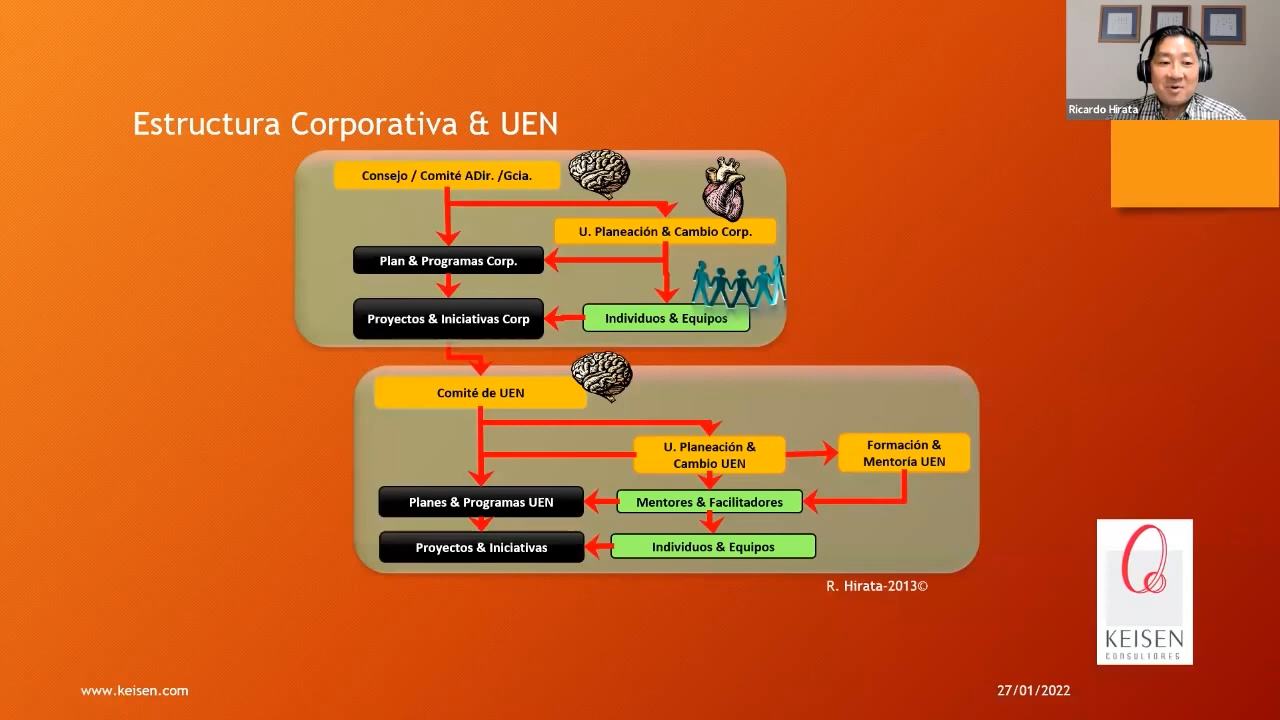 Ricardo Hirata
Estructura Corporativa & UEN
Consejo / Comité ADir. /Gcia.
U. Planeación & Cambio Corp.
Plan & Programas Corp.
Proyectos & Iniciativas Corp
Individuos & Equipos
Comité de UEN
U. Planeación &
Cambio UEN
Formación &
Mentoría UEN
Planes & Programas UEN
Mentores & Facilitadores
Proyectos & Iniciativas
Individuos & Equipos
R. Hirata-2013©
KEISEN
CONSULTORES
www.keisen.com
27/01/2022